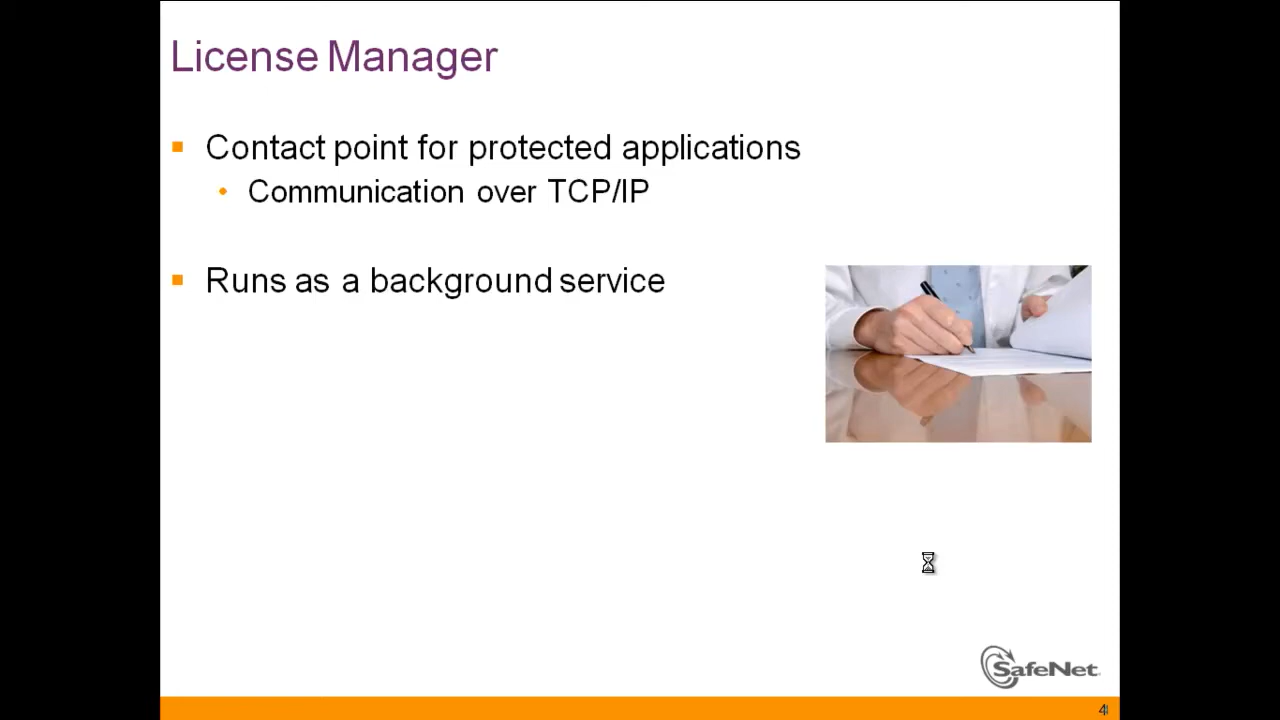 License Manager
Contact point for protected applications
Communication over TCP/IP
Runs as a background service
SafeNet
4